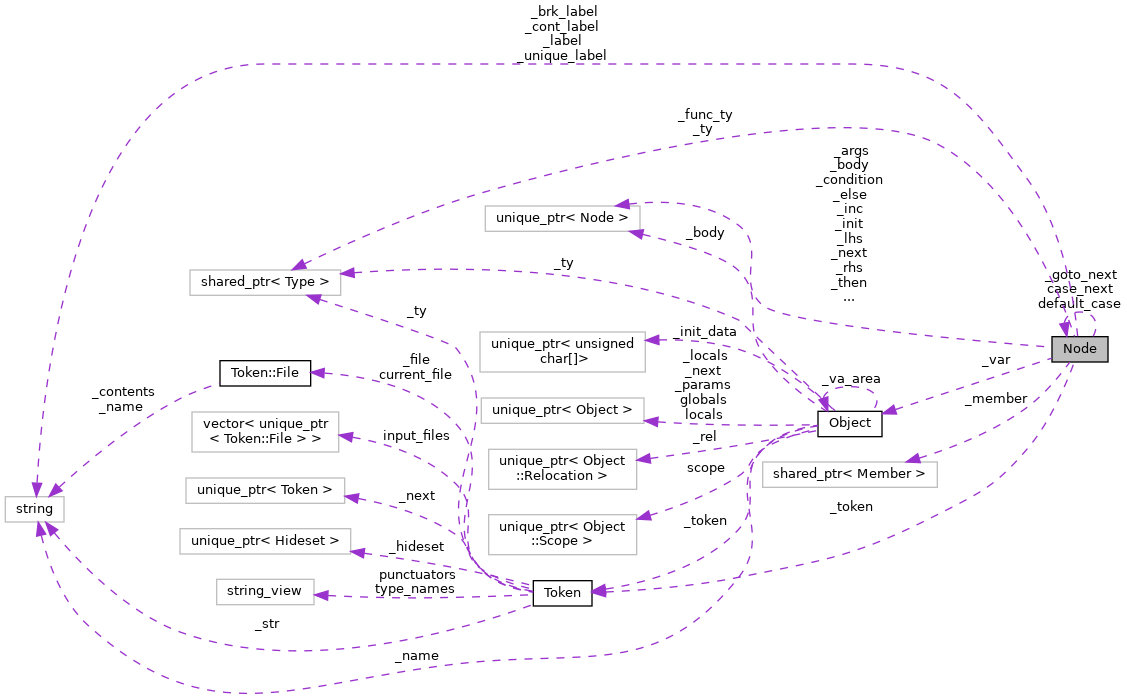 _brk_label
_cont_label
_label
_unique_label
_func_ty
_ty
_args
_body
_condition
_else
_inc
_init
_lhs
_next
_rhs
_then
...
unique_ptr< Node >
_body
shared_ptr< Type >
_ty
_goto_next
case_next
default_case
Node
_ty
unique_ptr< unsigned
char[]>
_init_data
_file
current_file
Token::File
_locals
_next
_params
globals
locals
_var
_va_area
Object
_contents
_name
unique_ptr< Object >
_member
vector< unique_ptr
< Token::File > >
input_files
_rel
unique_ptr< Object
::Relocation >
scope
shared_ptr< Member >
unique_ptr< Token >
_next
string
_token
_token
unique_ptr< Object
::Scope >
unique_ptr< Hideset >
_hideset
punctuators
type_names
string_view
Token
_str
_name